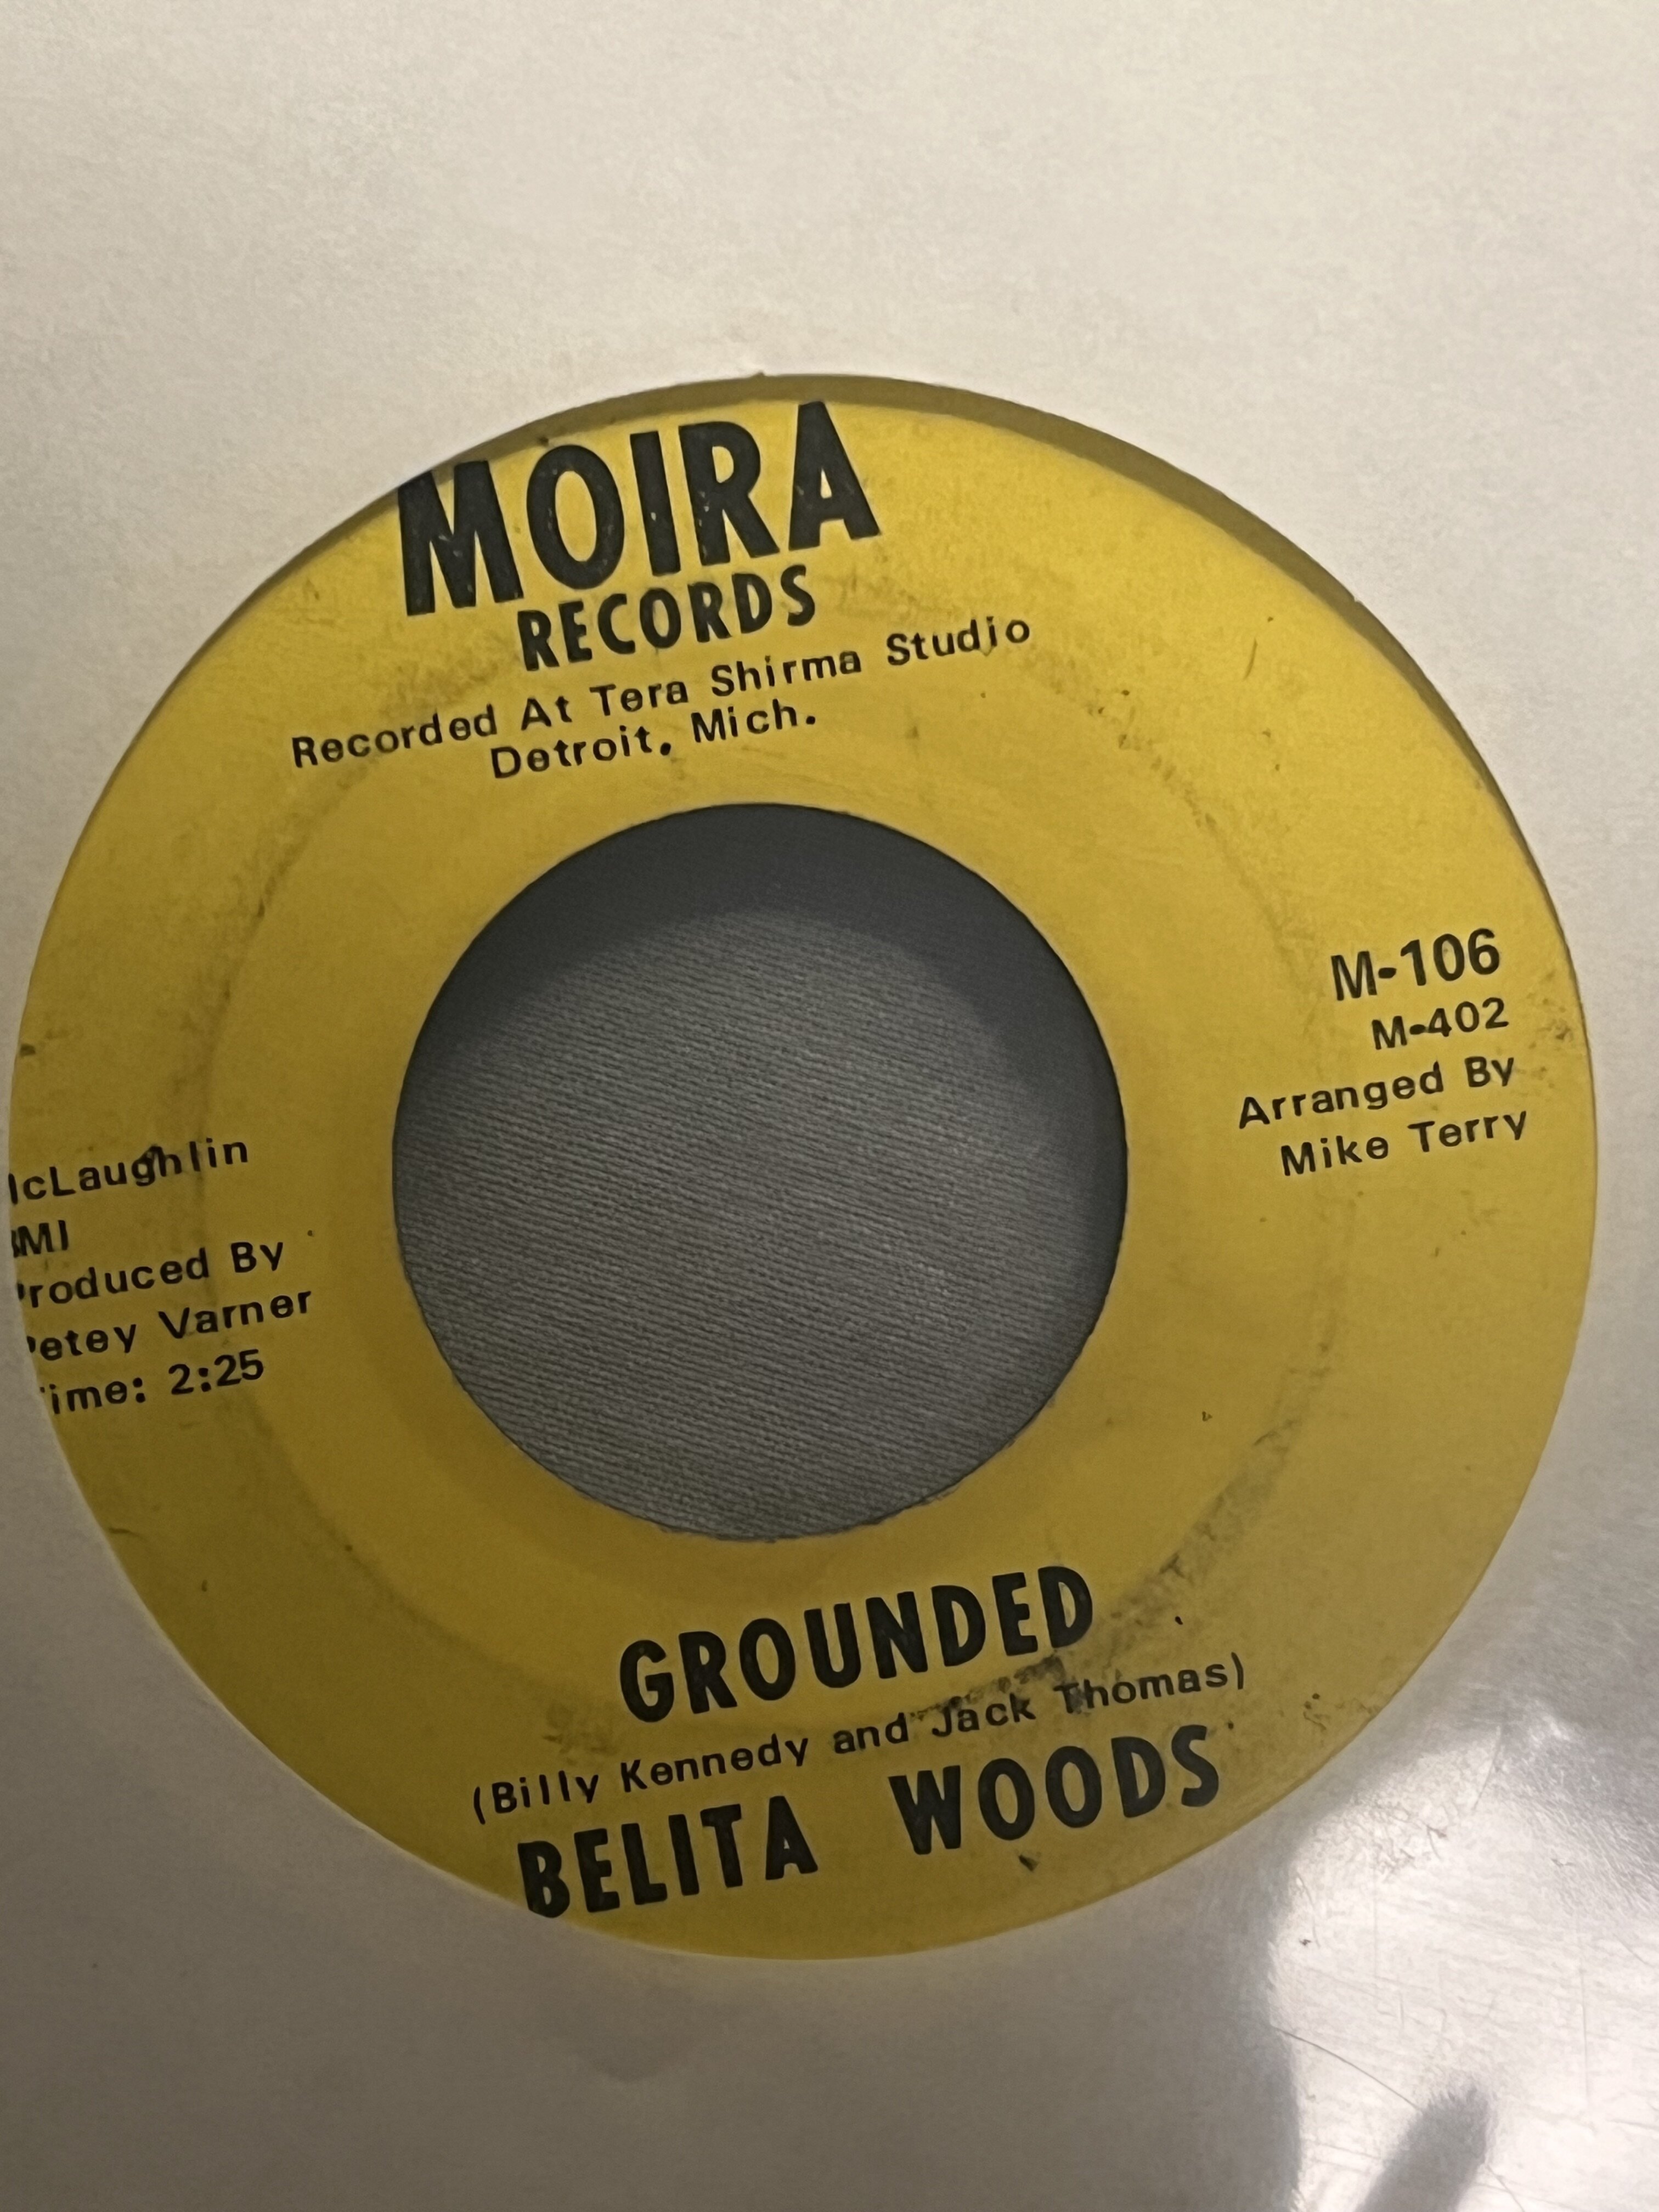 MOIRA
RECORDS
Recorded At Tera Shirma Studio
Detroit, Mich.
M-106
M-402
Arranged By
Mike Terry
cLaughlin
MI
roduced By
etey Varner
ime: 2:25
GROUNDED
(Billy Kennedy and Jack Thomas)
BELITA WOODS